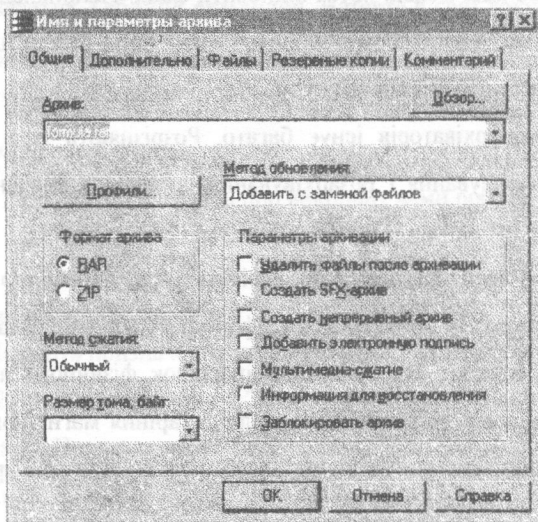 Имя и параметры архива
Общие Дополнительно Файлы Резервные копии Комментарий
Архив:
Обзор...
formula.rar
Метод обновления:
Профили...
Добавить с заменой файлов
Формат архива
RAR
ZIP
Параметры архивации
Удалить файлы после архивации
Создать SFX-архив
Создать непрерывный архив
Добавить электронную подпись
Мультимедиа-сжатие
Информация для восстановления
Заблокировать архив
Метод сжатия:
Обычный
Размер тома, байт:
OK Отмена Справка